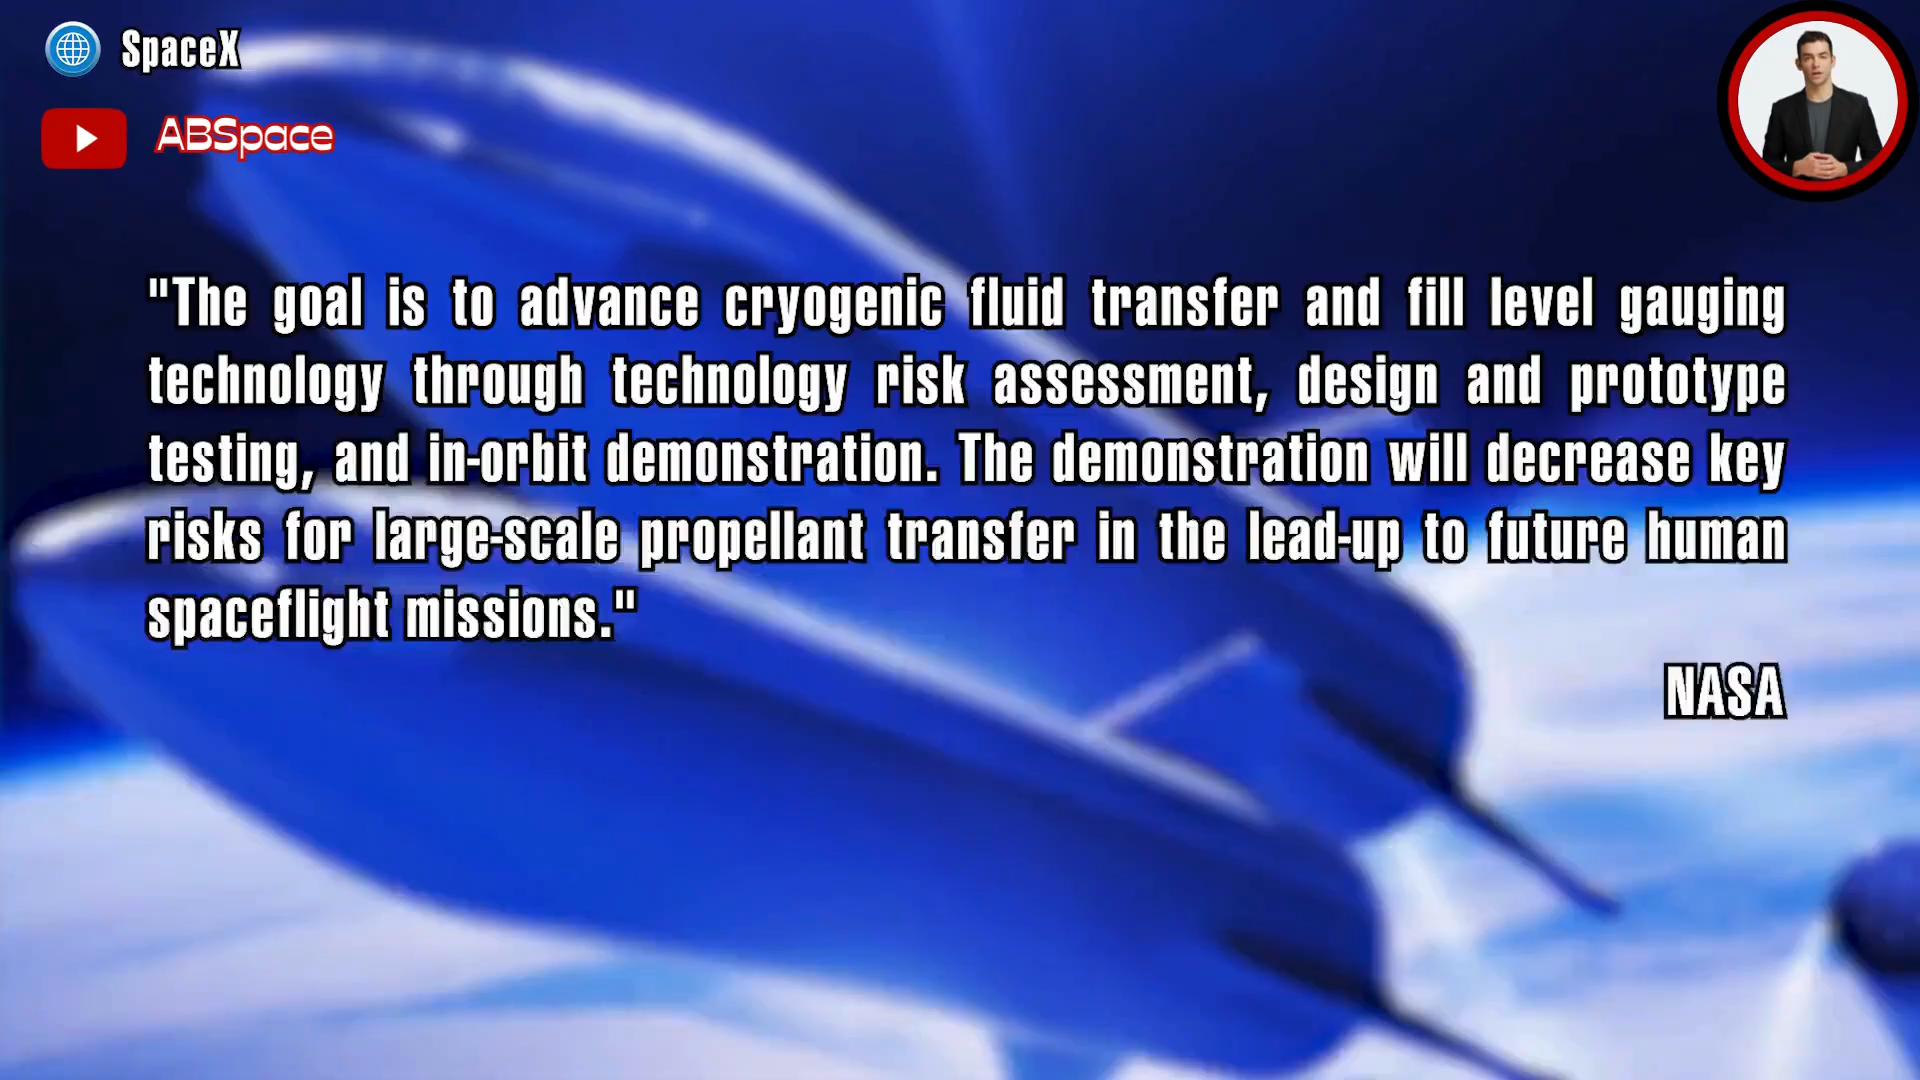 SpaceX
ABSpace
"The goal is to advance cryogenic fluid transfer and fill level gauging
technology through technology risk assessment, design and prototype
testing, and in-orbit demonstration. The demonstration will decrease key
risks for large-scale propellant transfer in the lead-up to future human
spaceflight missions."
NASA